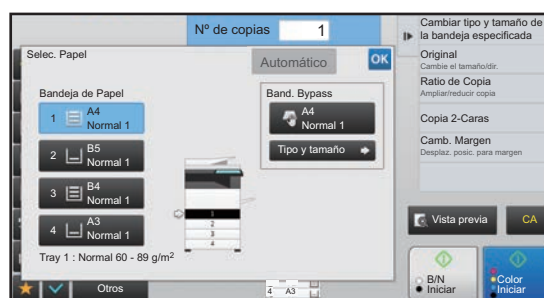 Nº de copias 1
Selec. Papel
Automático
OK
Bandeja de Papel
1 A4
Normal 1
2 B5
Normal 1
3 B4
Normal 1
4 A3
Normal 1
Tray 1 : Normal 60 - 89 g/m²
1
2
3
4
Band. Bypass
A4
Normal 1
Tipo y tamaño
Otros
4 A3
Cambiar tipo y tamaño de
la bandeja especificada
Original
Cambie el tamaño/dir.
Ratio de Copia
Ampliar/reducir copia
Copia 2-Caras
Camb. Margen
Desplaz. posic. para margen
Vista previa
CA
B/N
Iniciar
Color
Iniciar